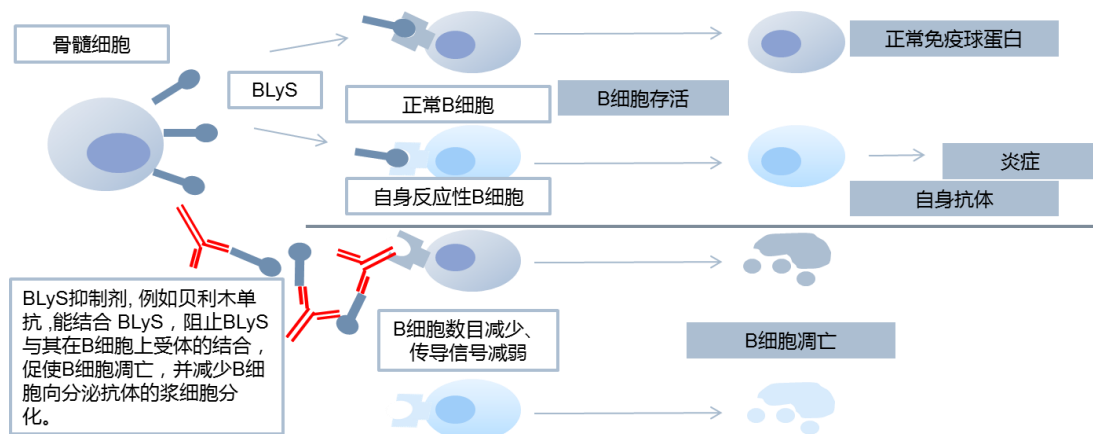 骨髓细胞
BLyS
正常B细胞
B细胞存活
正常免疫球蛋白
自身反应性B细胞
炎症
自身抗体
BLyS抑制剂, 例如贝利木单
抗 ,能结合 BLyS，阻止BLyS
与其在B细胞上受体的结合，
促使B细胞凋亡，并减少B细
胞向分泌抗体的浆细胞分
化。
B细胞数目减少、
传导信号减弱
B细胞凋亡